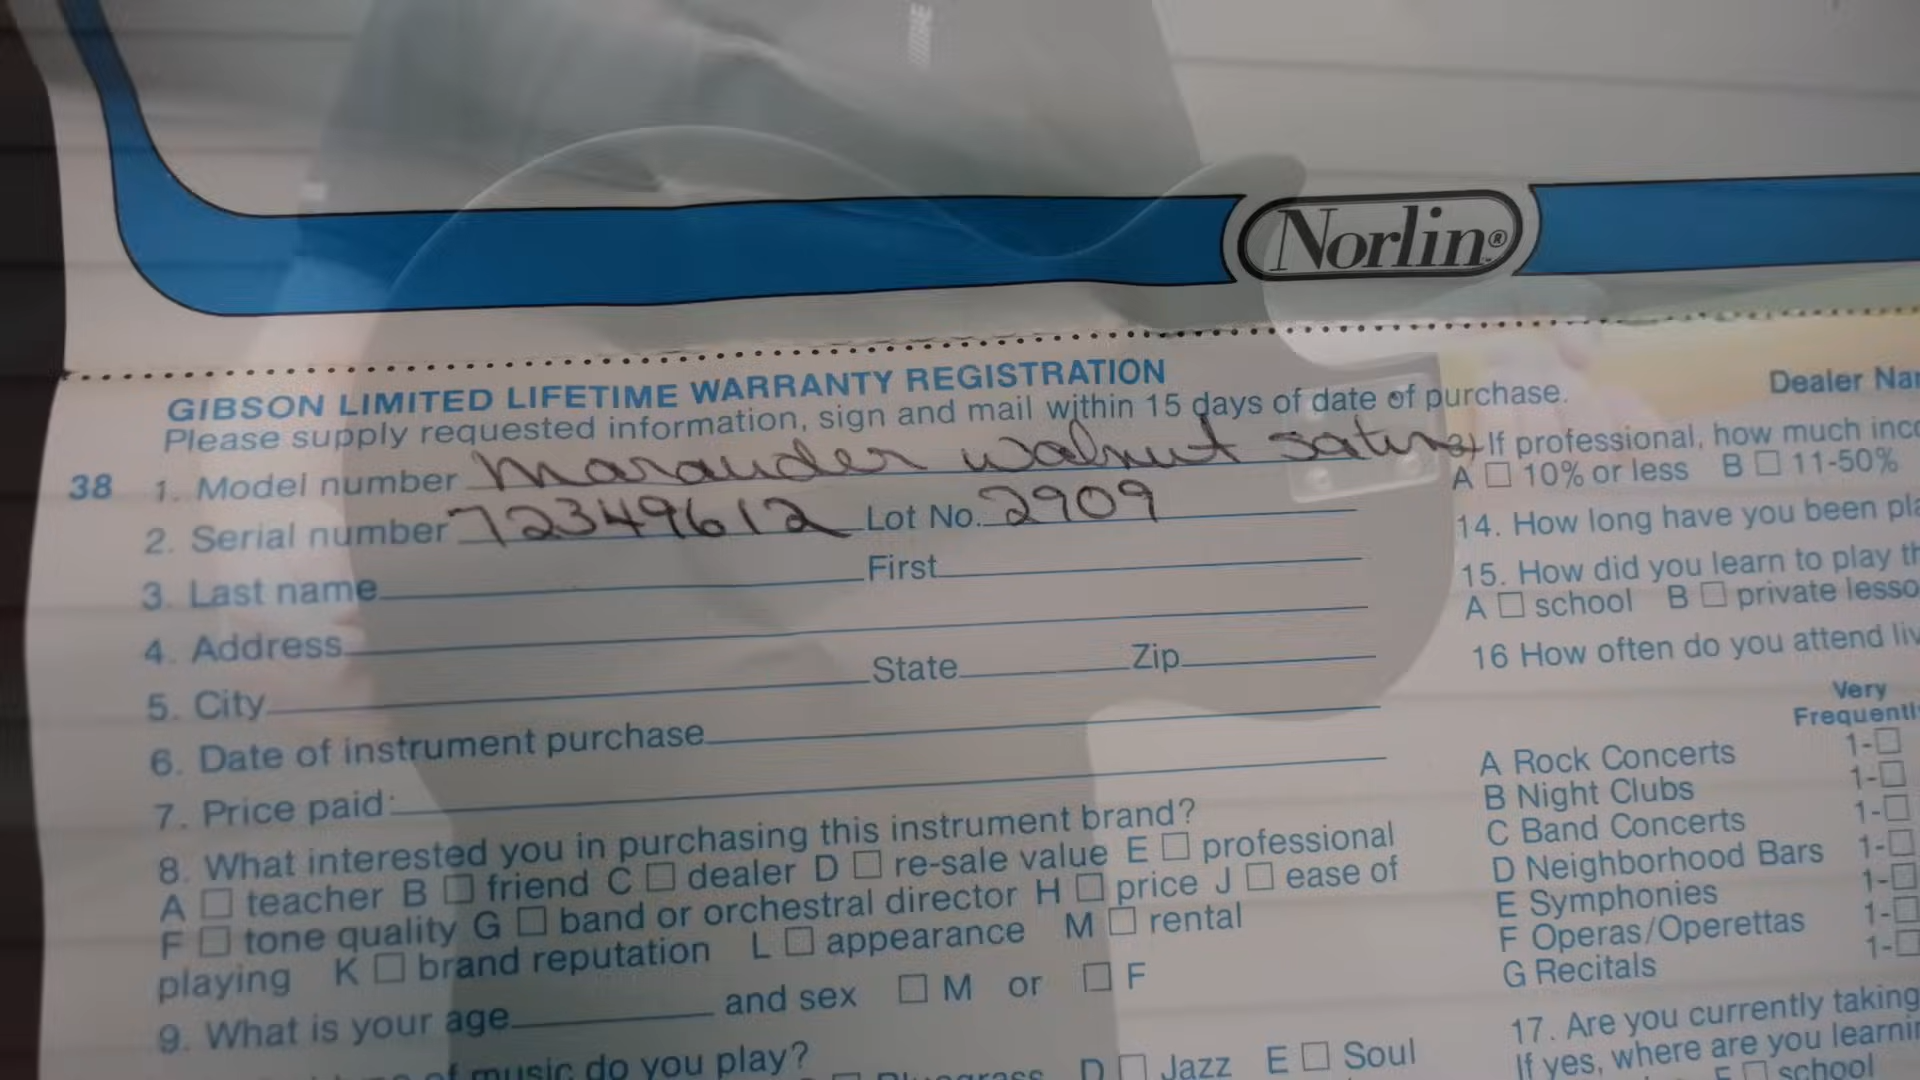 Norlin®
GIBSON LIMITED LIFETIME WARRANTY REGISTRATION
Please supply requested information, sign and mail within 15 days of date of purchase.
38 1. Model number Marauder walnut satin
2. Serial number 72349612 Lot No. 2909
3. Last name First
4. Address
5. City State Zip
6. Date of instrument purchase
7. Price paid:
8. What interested you in purchasing this instrument brand?
A □ teacher B □ friend C □ dealer D □ re-sale value E □ professional
F □ tone quality G □ band or orchestral director H □ price J □ ease of
playing K □ brand reputation L □ appearance M □ rental
9. What is your age and sex □ M or □ F
of music do you play?
D □ Jazz E □ Soul
Dealer
If professional, how much
A □ 10% or less B □ 11-50%
14. How long have you been
15. How did you learn to play
A □ school B □ private
16 How often do you attend
Very
Frequently
A Rock Concerts 1-□
B Night Clubs 1-□
C Band Concerts 1-□
D Neighborhood Bars 1-□
E Symphonies 1-□
F Operas/Operettas 1-□
G Recitals 1-□
17. Are you currently taking
If yes, where are you
□ school